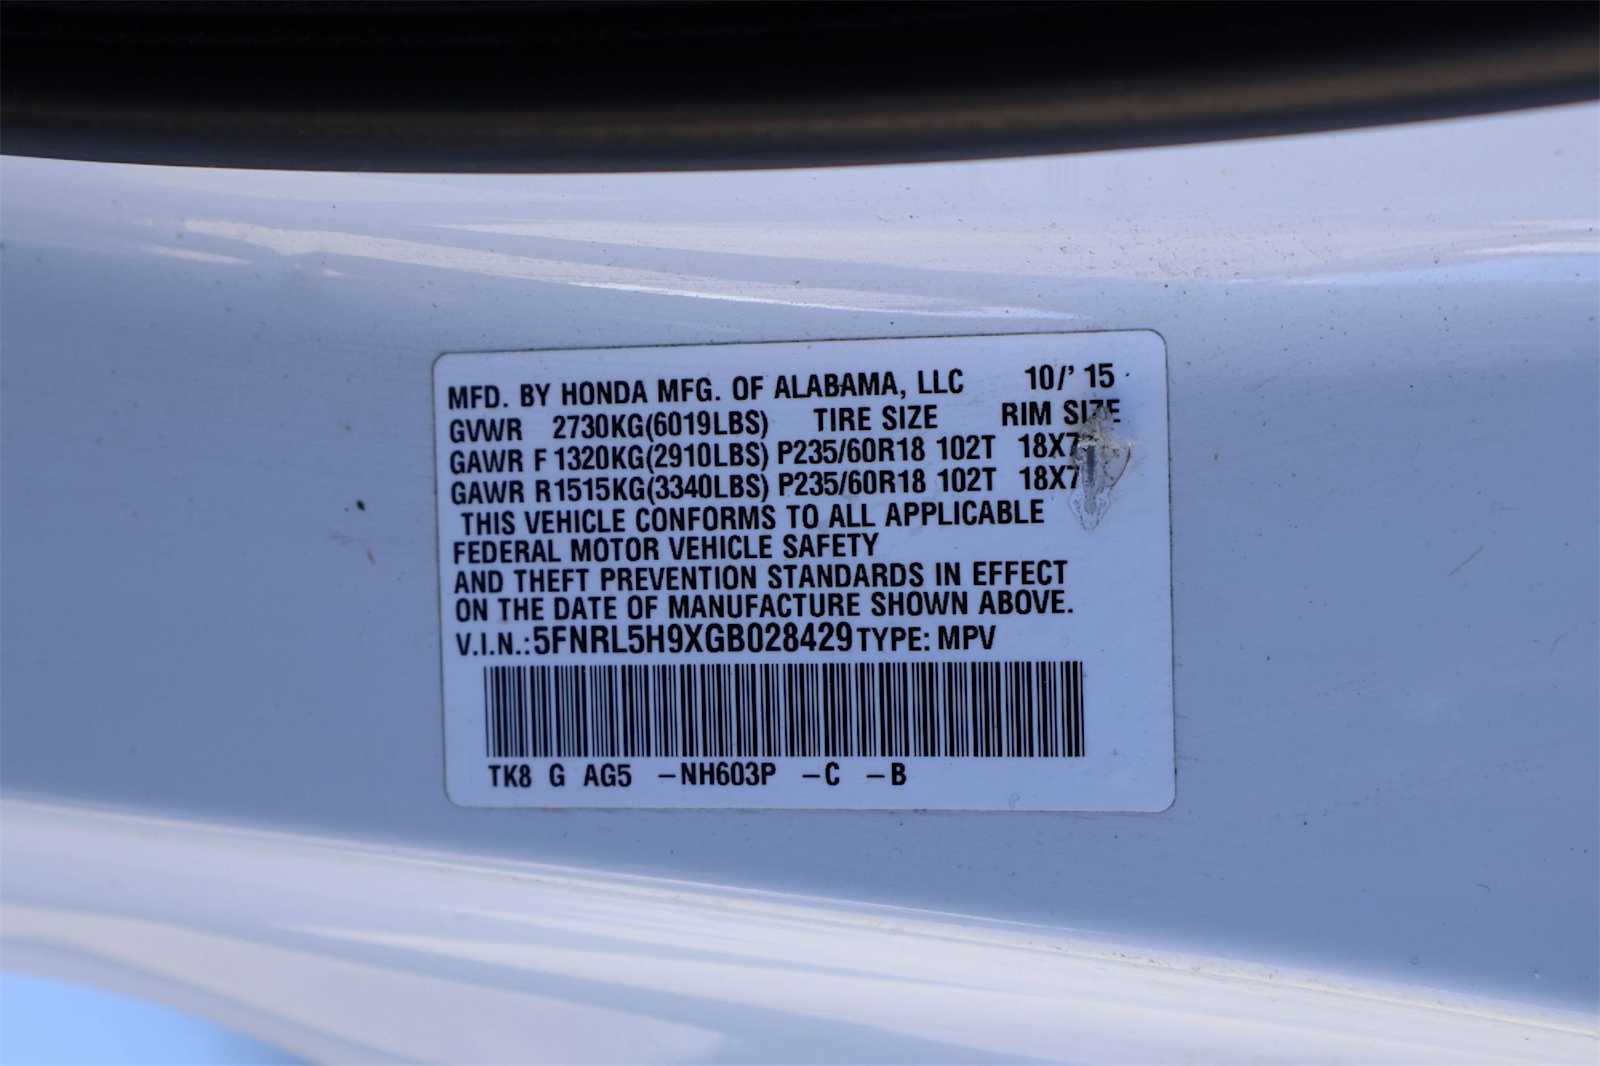 MFD. BY HONDA MFG. OF ALABAMA, LLC 10/' 15
GVWR 2730KG(6019LBS) TIRE SIZE RIM SIZE
GAWR F 1320KG(2910LBS) P235/60R18 102T
GAWR R1515KG(3340LBS) P235/60R18 102T
THIS VEHICLE CONFORMS TO ALL APPLICABLE
FEDERAL MOTOR VEHICLE SAFETY
AND THEFT PREVENTION STANDARDS IN EFFECT
ON THE DATE OF MANUFACTURE SHOWN ABOVE.
V.I.N.: 5FNRL5H9XGB028429 TYPE: MPV
TK8 G AG5 -NH603P -C -B